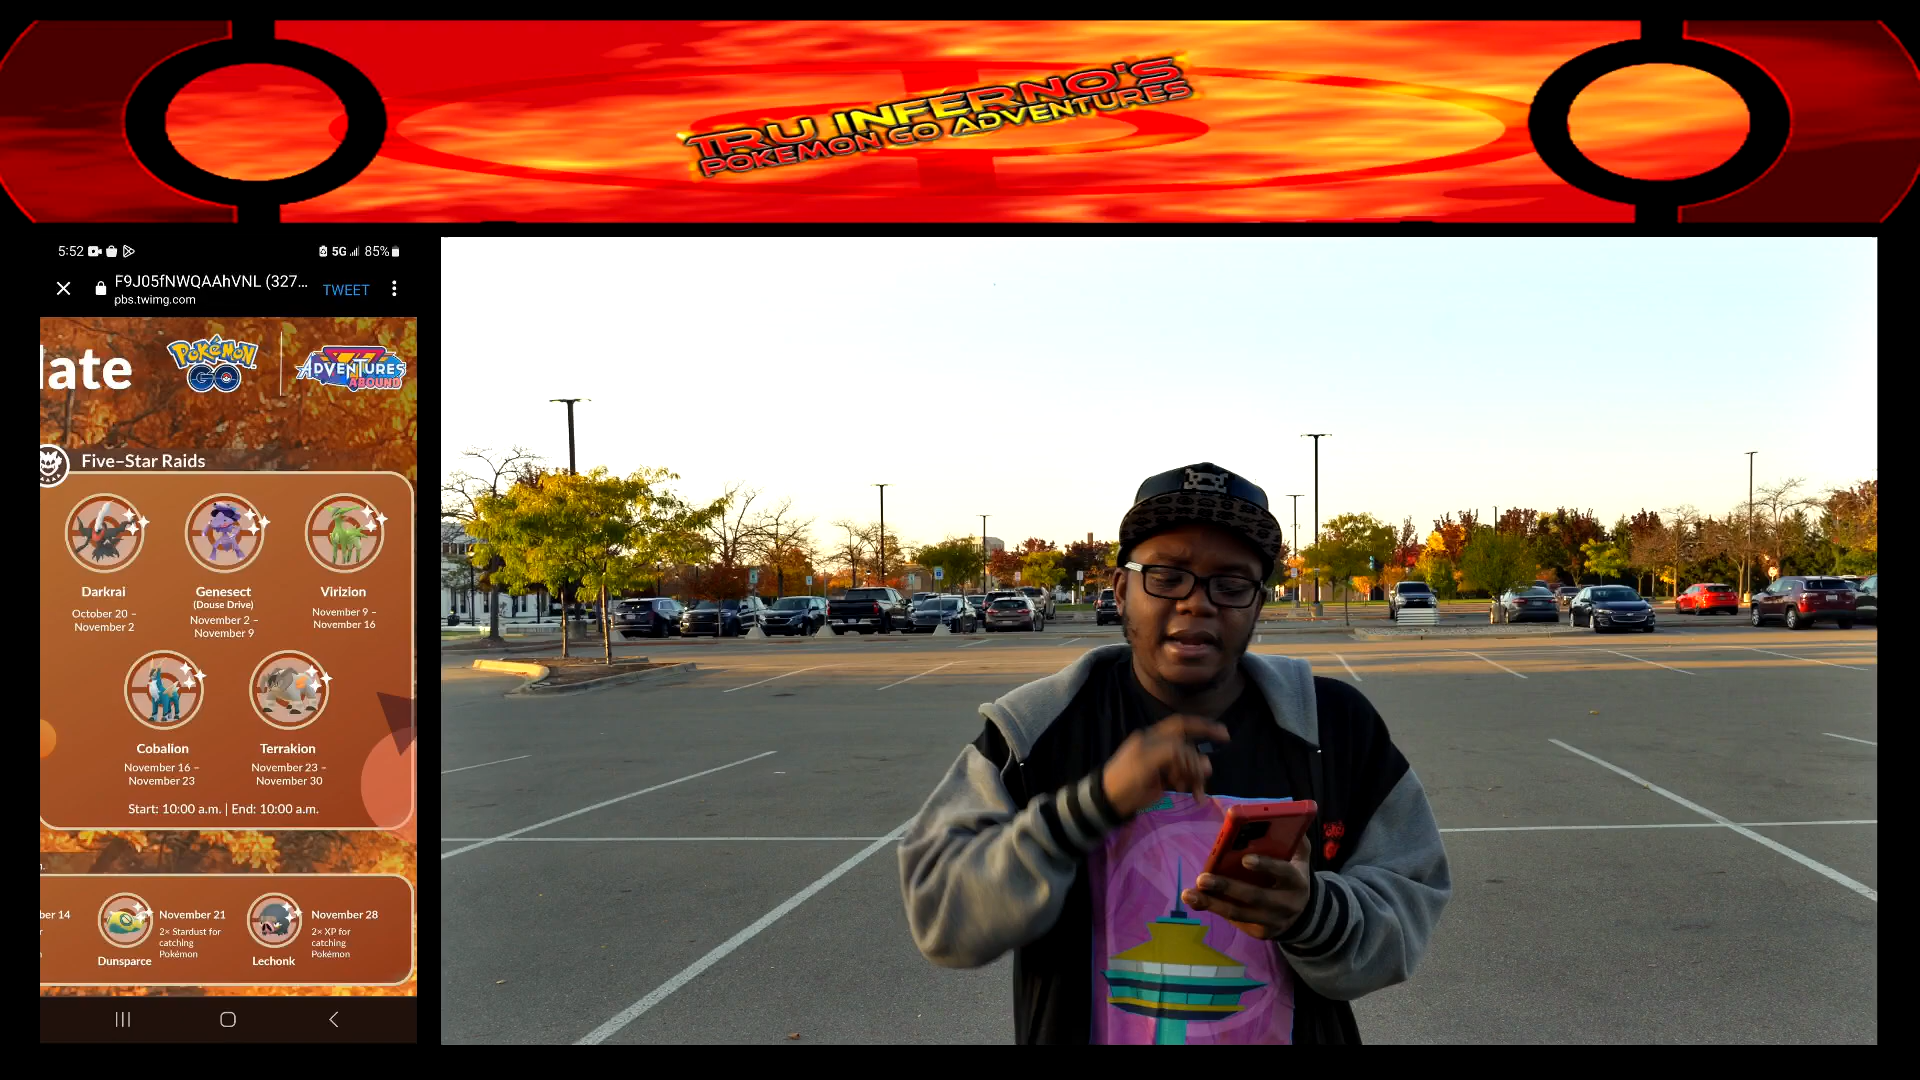 TRU INFERNO'S
POKEMON GO ADVENTURES
5:52
5G
85%
F9J05fNWQAAhVNL (327...
TWEET
pbs.twimg.com
late
POKÉMON
GO
ADVENTURES
ABOUND
Five-Star Raids
Darkrai
October 20 –
November 2
Genesect
(Douse Drive)
November 2 –
November 9
Virizion
November 9 –
November 16
Cobalion
November 16 –
November 23
Terrakion
November 23 –
November 30
Start: 10:00 a.m. | End: 10:00 a.m.
ber 14
Dunsparce
November 21
2× Stardust for
catching
Pokémon
Lechonk
November 28
2× XP for
catching
Pokémon